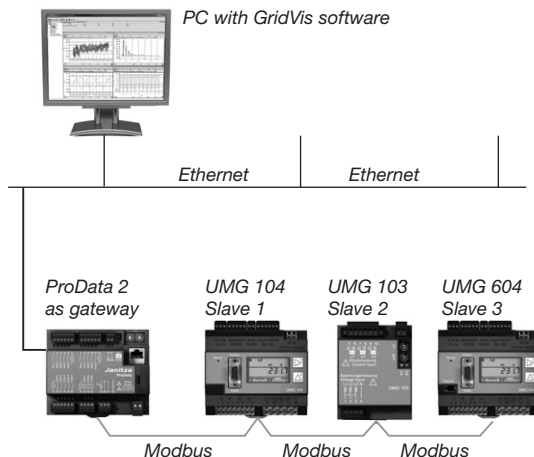 PC with GridVis software
Ethernet
Ethernet
ProData 2
as gateway
UMG 104
Slave 1
UMG 103
Slave 2
UMG 604
Slave 3
Janitza
Modbus
Modbus
Modbus